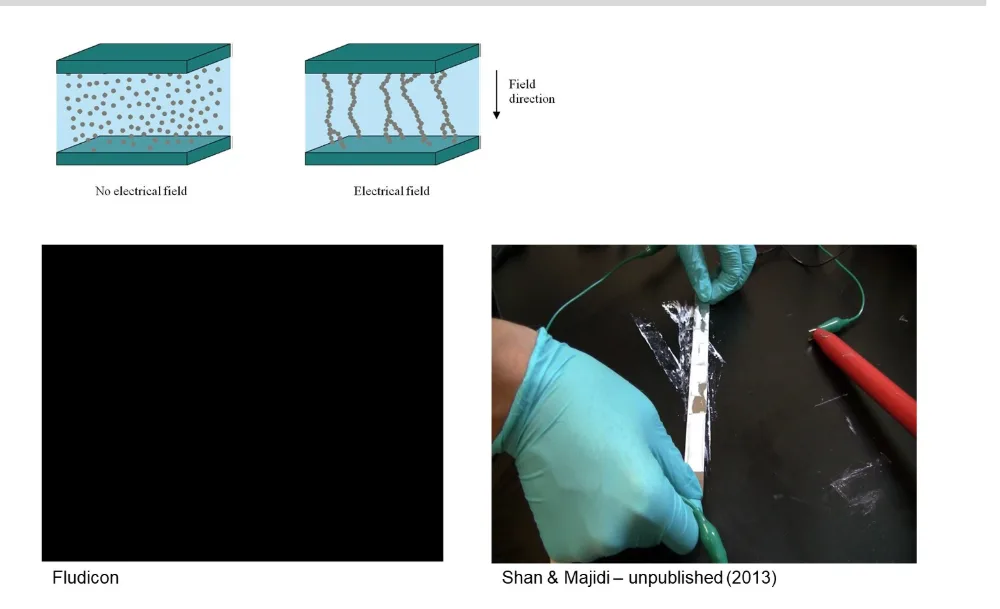 Field
direction
No electrical field
Electrical field
Fludicon
Shan & Majidi – unpublished (2013)